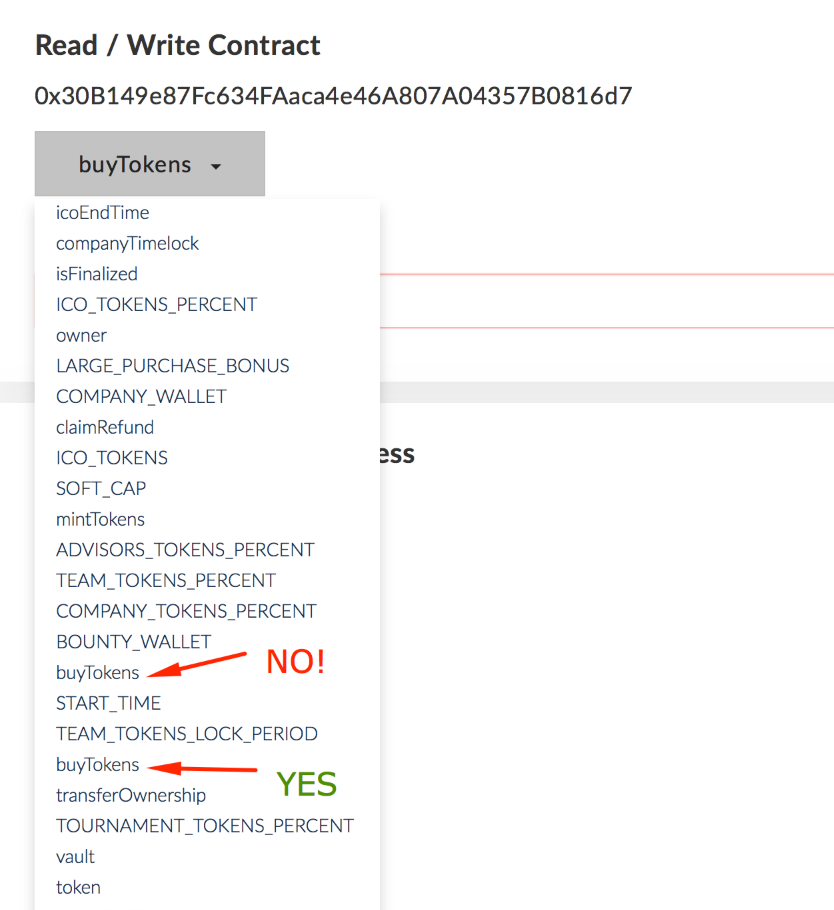 Read / Write Contract
0x30B149e87Fc634FAaca4e46A807A04357B0816d7
buyTokens
icoEndTime
companyTimelock
isFinalized
ICO_TOKENS_PERCENT
owner
LARGE_PURCHASE_BONUS
COMPANY_WALLET
claimRefund
ess
ICO_TOKENS
SOFT_CAP
mintTokens
ADVISORS_TOKENS_PERCENT
TEAM_TOKENS_PERCENT
COMPANY_TOKENS_PERCENT
BOUNTY_WALLET
buyTokens NO!
START_TIME
TEAM_TOKENS_LOCK_PERIOD
buyTokens YES
transferOwnership
TOURNAMENT_TOKENS_PERCENT
vault
token